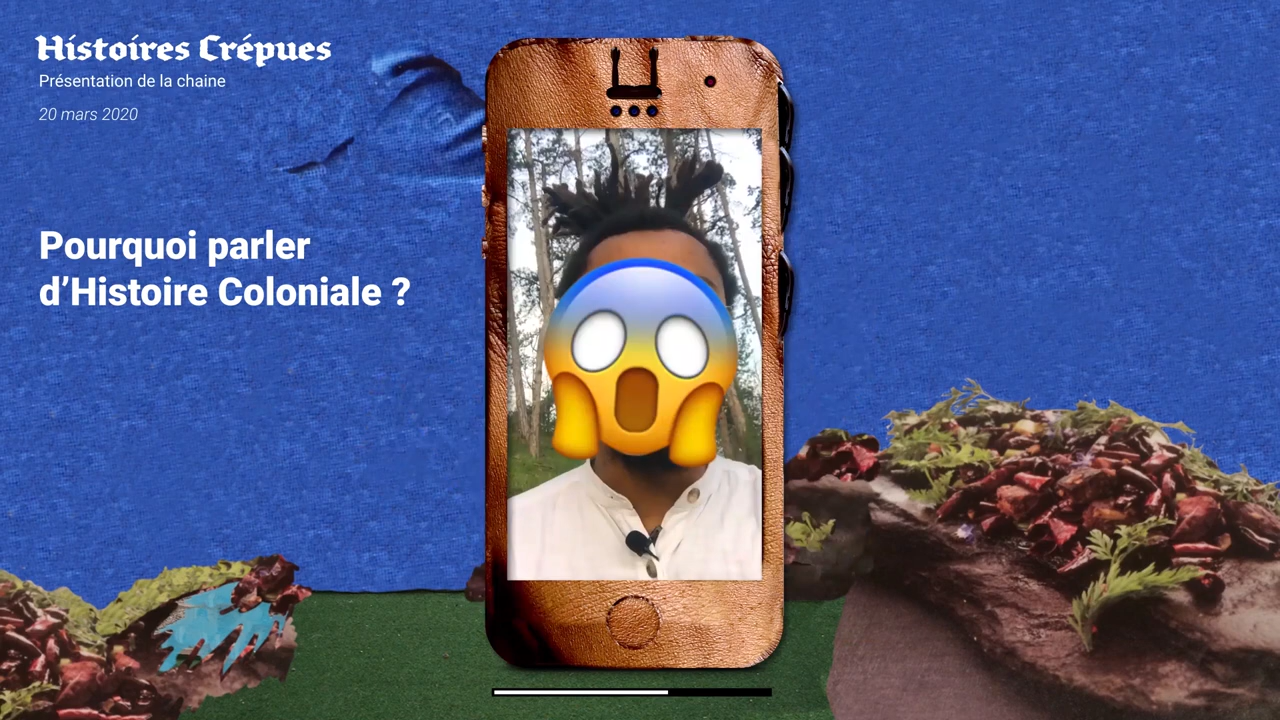 Histoires Crépues
Présentation de la chaine
20 mars 2020
Pourquoi parler
d’Histoire Coloniale ?